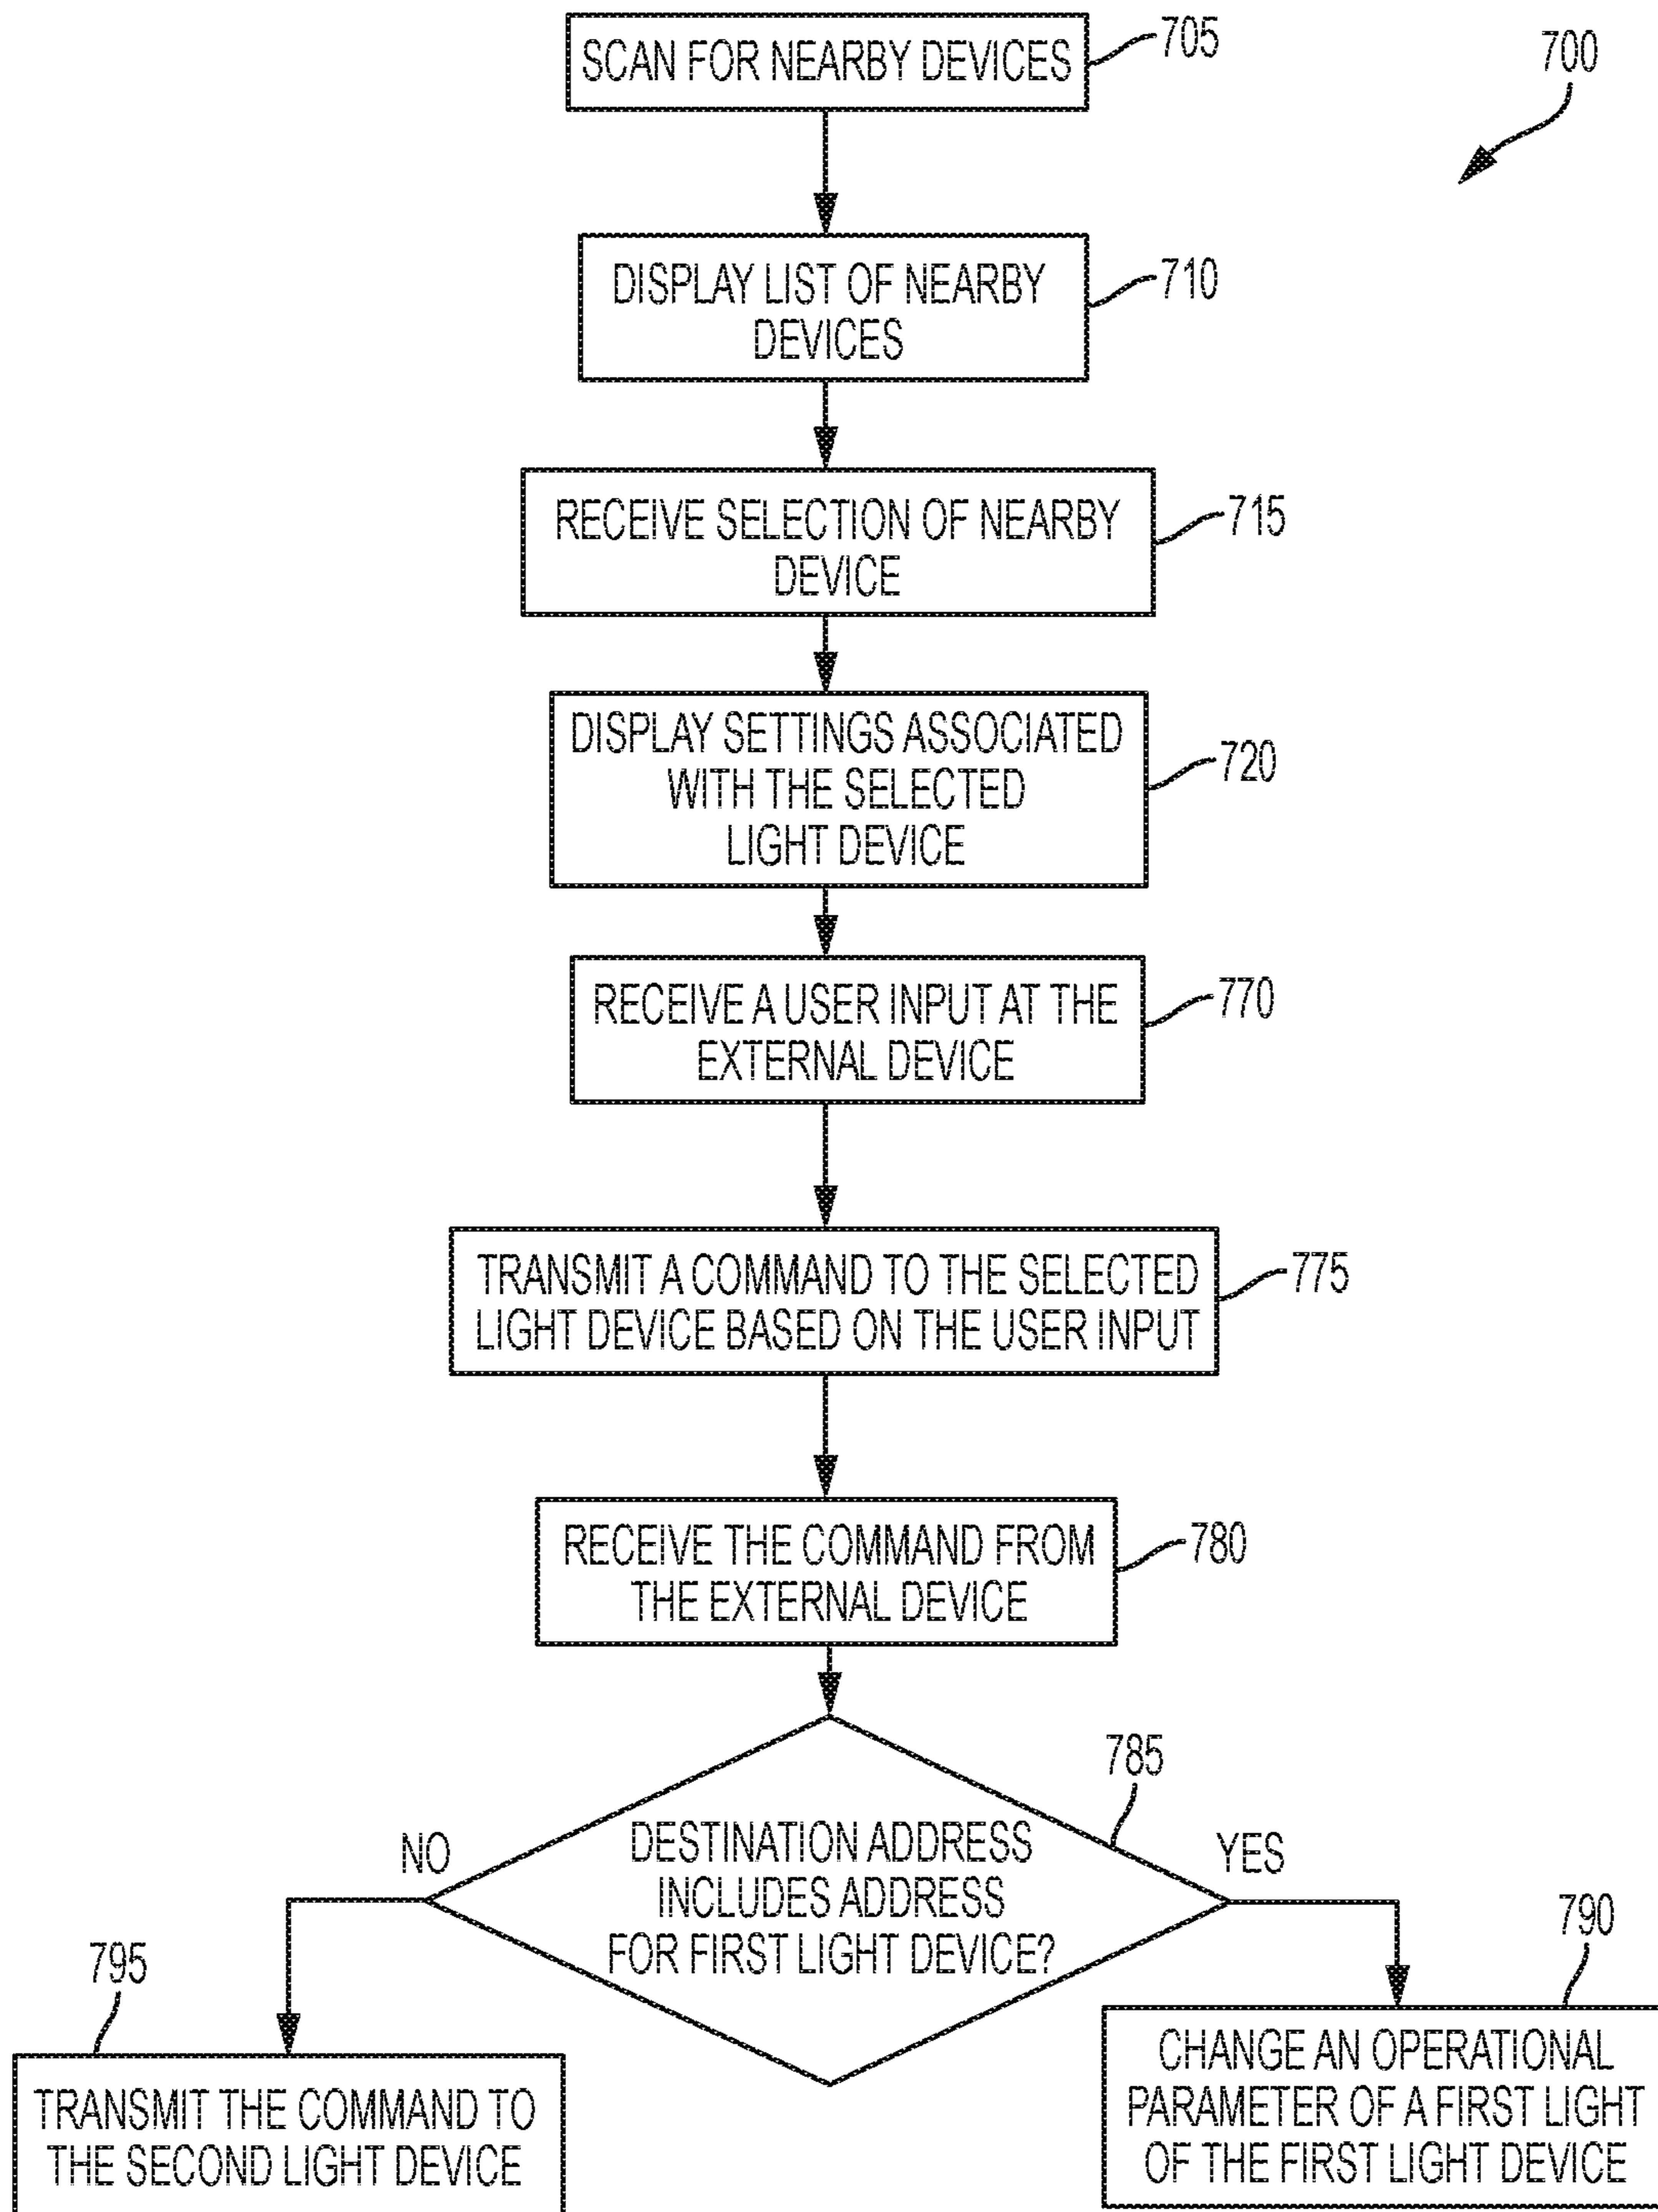 SCAN FOR NEARBY DEVICES
705
700
DISPLAY LIST OF NEARBY
DEVICES
710
RECEIVE SELECTION OF NEARBY
DEVICE
715
DISPLAY SETTINGS ASSOCIATED
WITH THE SELECTED
LIGHT DEVICE
720
RECEIVE A USER INPUT AT THE
EXTERNAL DEVICE
770
TRANSMIT A COMMAND TO THE SELECTED
LIGHT DEVICE BASED ON THE USER INPUT
775
RECEIVE THE COMMAND FROM
THE EXTERNAL DEVICE
780
785
DESTINATION ADDRESS
INCLUDES ADDRESS
FOR FIRST LIGHT DEVICE?
NO
YES
795
TRANSMIT THE COMMAND TO
THE SECOND LIGHT DEVICE
790
CHANGE AN OPERATIONAL
PARAMETER OF A FIRST LIGHT
OF THE FIRST LIGHT DEVICE